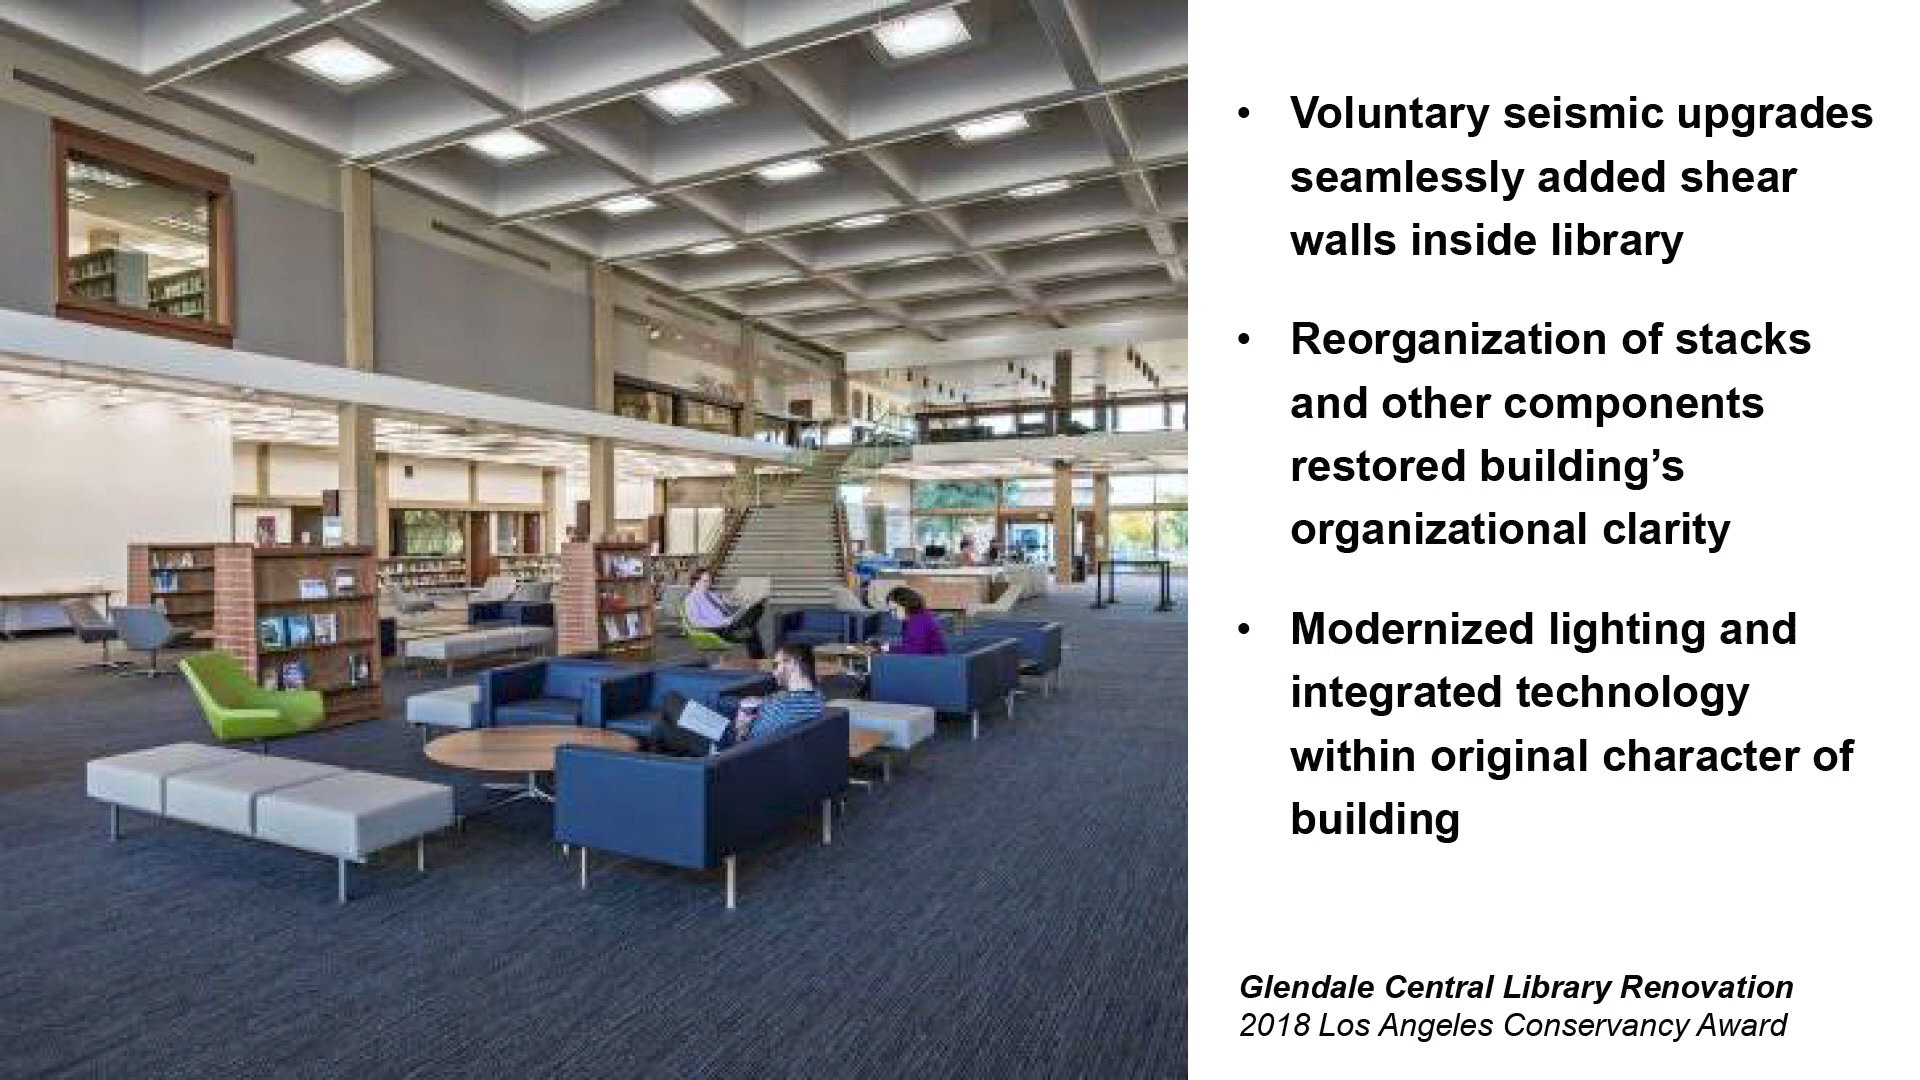 • Voluntary seismic upgrades
seamlessly added shear
walls inside library
• Reorganization of stacks
and other components
restored building’s
organizational clarity
• Modernized lighting and
integrated technology
within original character of
building
Glendale Central Library Renovation
2018 Los Angeles Conservancy Award